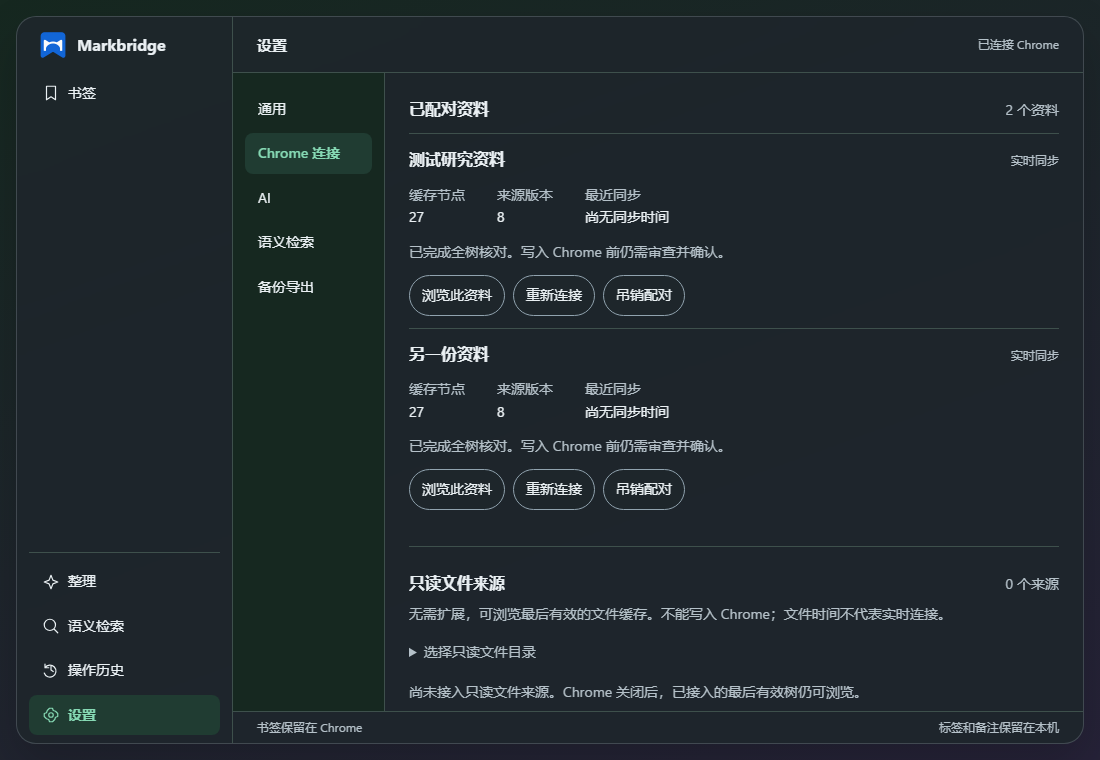 Markbridge
书签
整理
语义检索
操作历史
设置
设置
已连接 Chrome
通用
Chrome 连接
AI
语义检索
备份导出
已配对资料
2 个资料
测试研究资料
实时同步
缓存节点 来源版本 最近同步
27 8 尚无同步时间
已完成全树核对。写入 Chrome 前仍需审查并确认。
浏览此资料 重新连接 吊销配对
另一份资料
实时同步
缓存节点 来源版本 最近同步
27 8 尚无同步时间
已完成全树核对。写入 Chrome 前仍需审查并确认。
浏览此资料 重新连接 吊销配对
只读文件来源
0 个来源
无需扩展，可浏览最后有效的文件缓存。不能写入 Chrome；文件时间不代表实时连接。
选择只读文件目录
尚未接入只读文件来源。Chrome 关闭后，已接入的最后有效树仍可浏览。
书签保留在 Chrome
标签和备注保留在本机